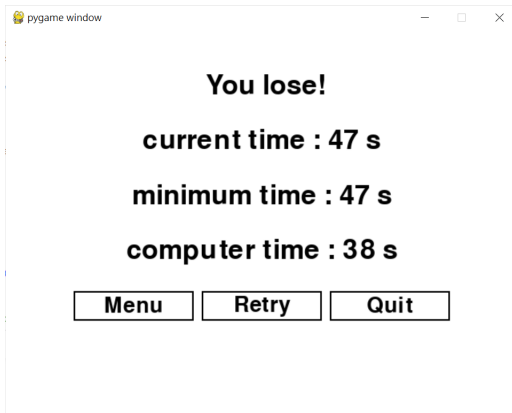 pygame window
You lose!
current time : 47 s
minimum time : 47 s
computer time : 38 s
Menu Retry Quit